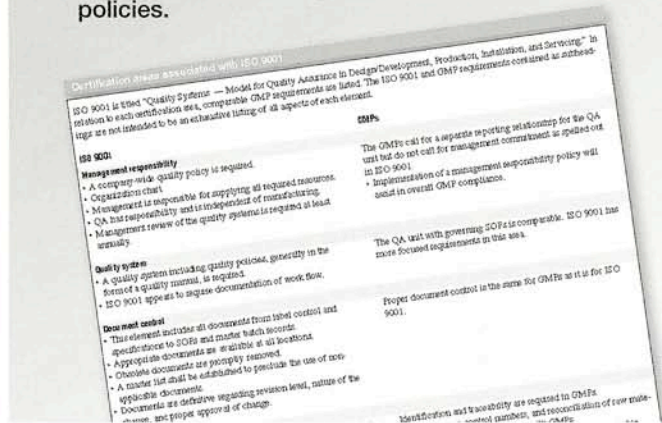 policies.
Certification areas associated with ISO 9001
ISO 9001 is titled "Quality Systems — Model for Quality Assurance in Design/Development, Production, Installation, and Servicing." In
relation to each certification area, comparable GMP requirements are listed. The ISO 9001 and GMP requirements contained as subhead-
ings are not intended to be an exhaustive listing of all aspects of each element.
ISO 9001
Management responsibility
• A company-wide quality policy is required.
• Organization chart.
• Management is responsible for supplying all required resources.
• QA has responsibility and is independent of manufacturing.
• Management review of the quality systems is required at least
annually.
GMPs
The GMPs call for a separate reporting relationship for the QA
unit but do not call for management commitment as spelled out
in ISO 9001.
• Implementation of a management responsibility policy will
assist in overall GMP compliance.
Quality system
• A quality system including quality policies, generally in the
form of a quality manual, is required.
• ISO 9001 appears to require documentation of work flow.
The QA unit with governing SOPs is comparable. ISO 9001 has
more focused requirements in this area.
Document control
• This element includes all documents from label control and
specifications to SOPs and master batch records.
• Appropriate documents are available at all locations.
• Obsolete documents are promptly removed.
• A master list shall be established to preclude the use of non-
applicable documents.
• Documents are definitive regarding revision level, nature of the
change, and proper approval of change.
Proper document control is the same for GMPs as it is for ISO
9001.
Identification and traceability are required in GMPs.
control numbers, and reconciliation of raw mate-
GMPs.